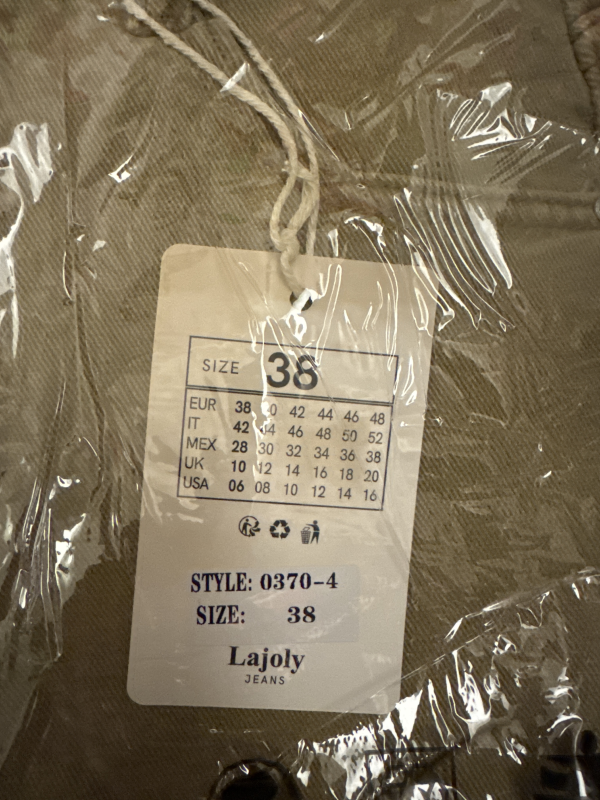 SIZE 38
EUR 38 40 42 44 46 48
IT 42 44 46 48 50 52
MEX 28 30 32 34 36 38
UK 10 12 14 16 18 20
USA 06 08 10 12 14 16
STYLE: 0370-4
SIZE: 38
Lajoly
JEANS